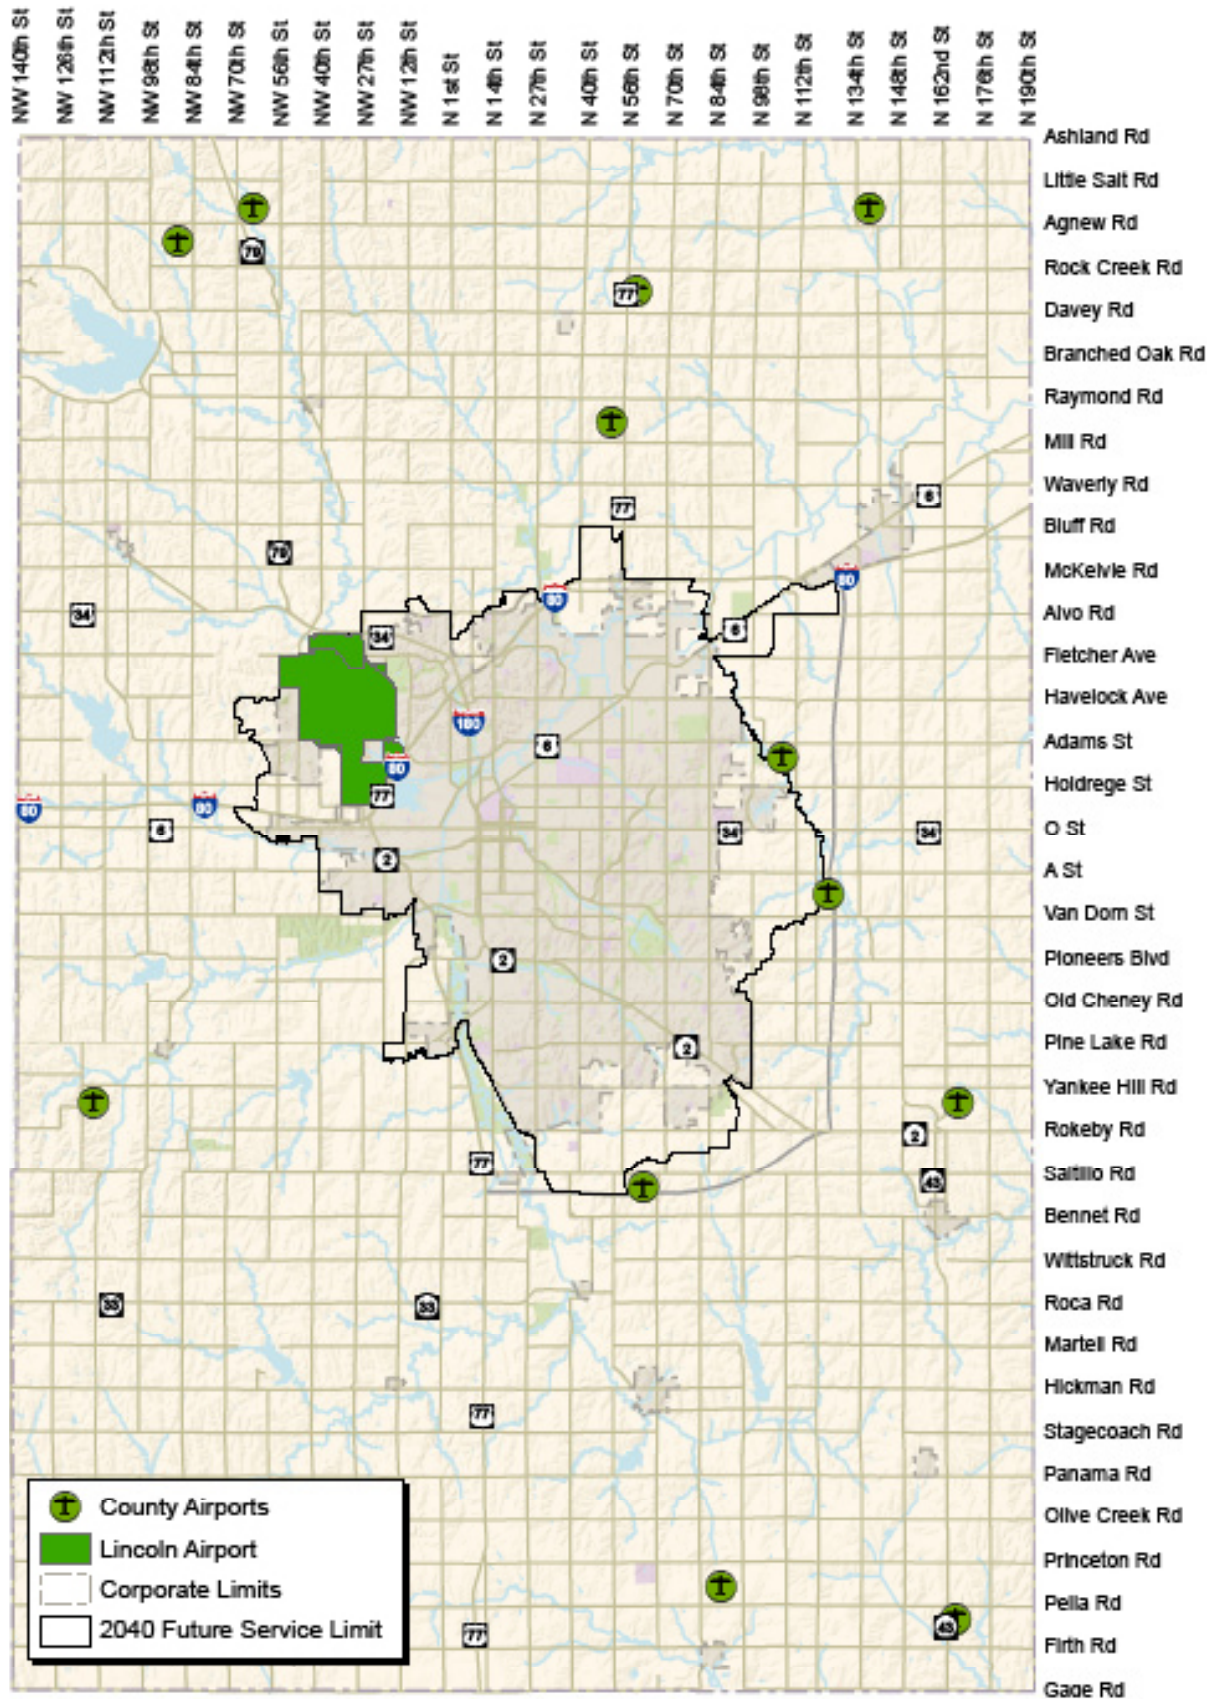 NW 140th St
NW 126th St
NW 112th St
NW 98th St
NW 84th St
NW 70th St
NW 56th St
NW 40th St
NW 27th St
NW 12th St
N 1st St
N 14th St
N 27th St
N 40th St
N 56th St
N 70th St
N 84th St
N 98th St
N 112th St
N 134th St
N 148th St
N 162nd St
N 176th St
N 190th St
Ashland Rd
Little Salt Rd
Agnew Rd
79
Rock Creek Rd
77
Davey Rd
Branched Oak Rd
Raymond Rd
Mill Rd
Waverly Rd
6
77
Bluff Rd
79
McKelvie Rd
80
80
Alvo Rd
34
34
6
Fletcher Ave
Havelock Ave
180
Adams St
6
80
Holdrege St
77
80
80
O St
6
34
34
2
A St
Van Dorn St
Pioneers Blvd
2
Old Cheney Rd
Pine Lake Rd
2
Yankee Hill Rd
Rokeby Rd
2
77
Saltillo Rd
43
Bennet Rd
Wittstruck Rd
Roca Rd
33
33
Martell Rd
Hickman Rd
77
Stagecoach Rd
Panama Rd
County Airports
Olive Creek Rd
Lincoln Airport
Princeton Rd
Corporate Limits
Pella Rd
2040 Future Service Limit
77
43
Firth Rd
Gage Rd